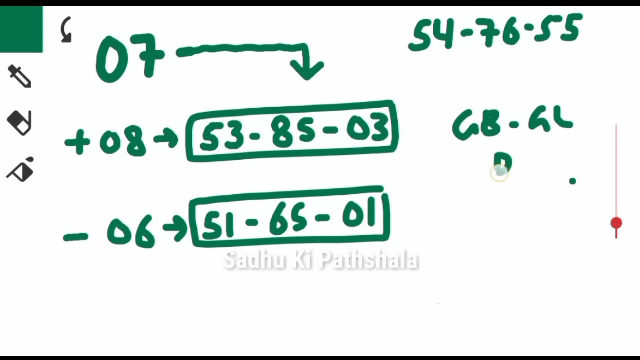 07
54-76-55
+08→ 53-85-03
GB-GL
D
-06→ 51-65-01
Sadhu Ki Pathshala